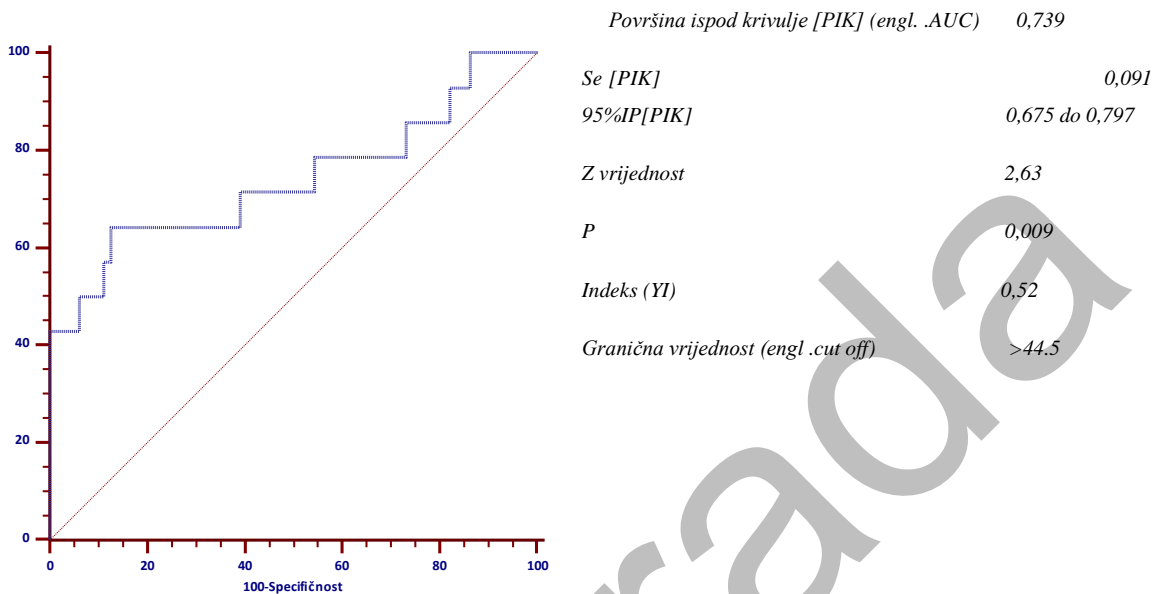 Površina ispod krivulje [PIK] (engl. .AUC) 0,739
Se [PIK] 0,091
95%IP[PIK] 0,675 do 0,797
Z vrijednost 2,63
P 0,009
Indeks (YI) 0,52
Granična vrijednost (engl .cut off) >44.5
100
80
60
40
20
0
0 20 40 60 80 100
100-Specifičnost
rada